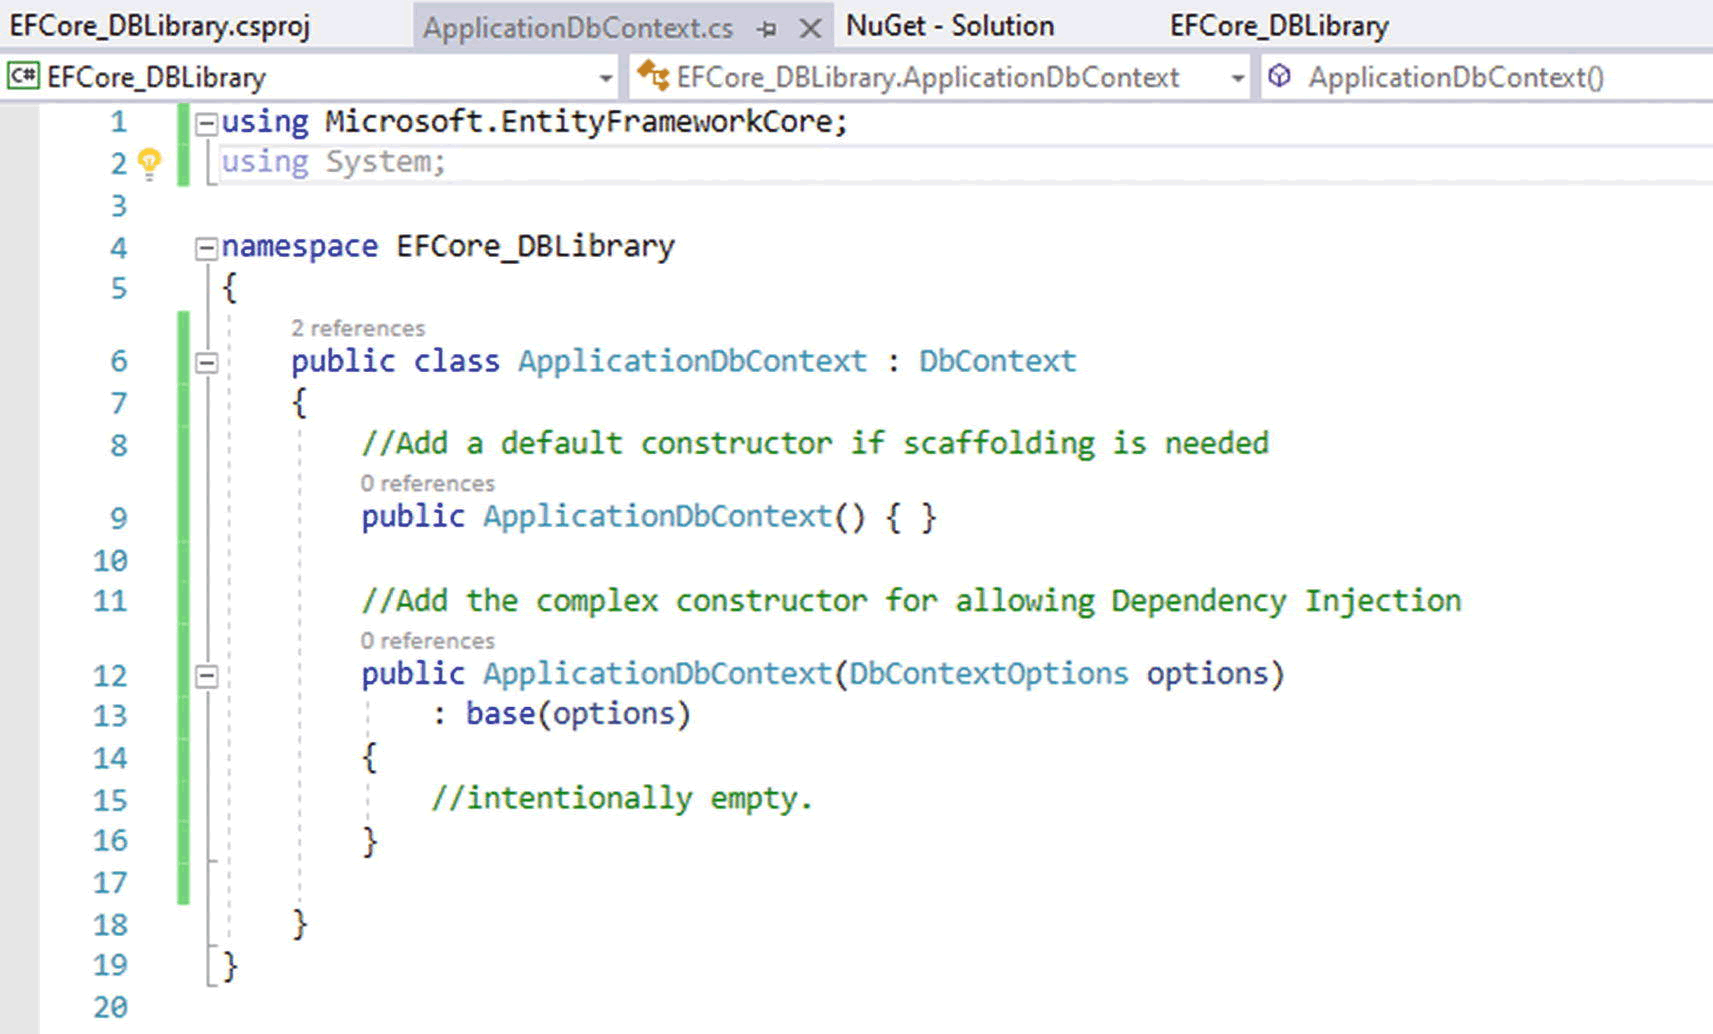 EFCore_DBLibrary.csproj ApplicationDbContext.cs NuGet - Solution EFCore_DBLibrary
C# EFCore_DBLibrary EFCore_DBLibrary.ApplicationDbContext ApplicationDbContext()
1 using Microsoft.EntityFrameworkCore;
2 using System;
3
4 namespace EFCore_DBLibrary
5 {
2 references
6 public class ApplicationDbContext : DbContext
7 {
8 //Add a default constructor if scaffolding is needed
0 references
9 public ApplicationDbContext() { }
10
11 //Add the complex constructor for allowing Dependency Injection
0 references
12 public ApplicationDbContext(DbContextOptions options)
13 : base(options)
14 {
15 //intentionally empty.
16 }
17
18 }
19 }
20